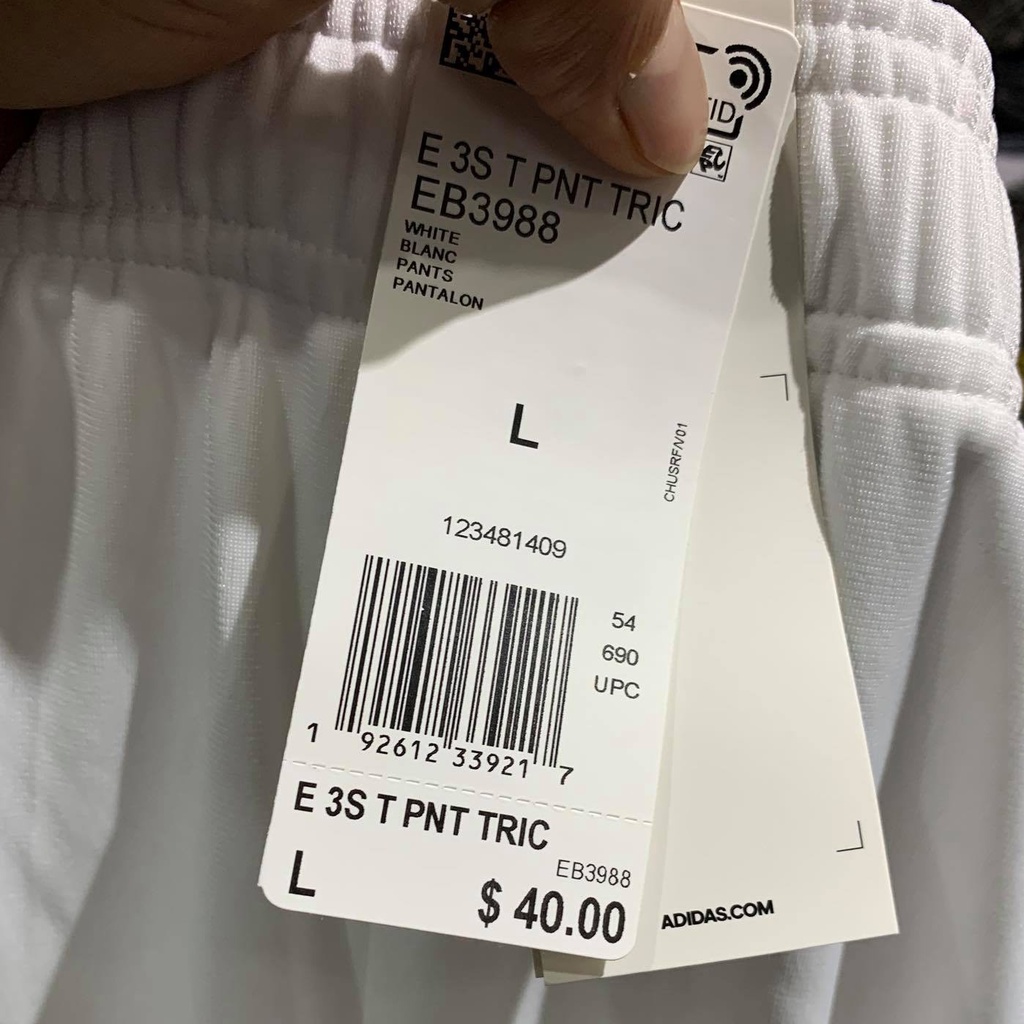 ID
E 3S T PNT TRIC
EB3988
WHITE
BLANC
PANTS
PANTALON
L
CHUSRF/V01
123481409
54
690
UPC
1 92612 33921 7
E 3S T PNT TRIC
EB3988
L
$ 40.00
ADIDAS.COM